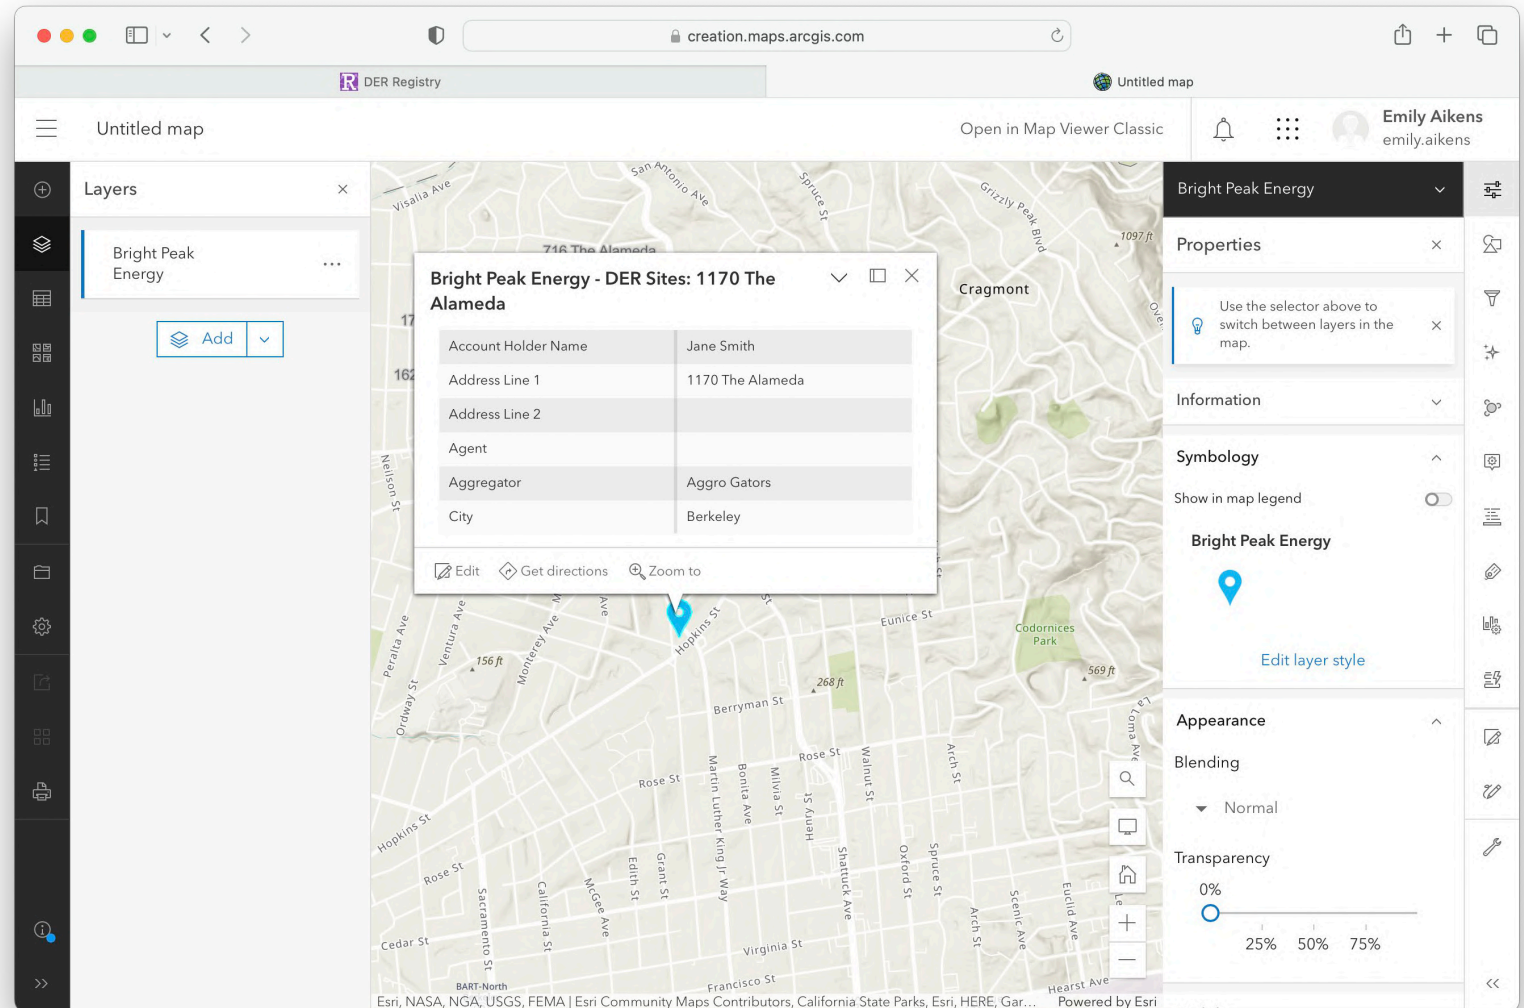 creation.maps.arcgis.com
DER Registry
Untitled map
Untitled map
Open in Map Viewer Classic
Emily Aikens
emily.aikens
Layers
Bright Peak
Energy
Add
Visalia Ave
San Antonio Ave
Spruce St
Grizzly Peak Blvd
1097 ft
716 The Alameda
Cragmont
Neilson St
Bright Peak Energy - DER Sites: 1170 The
Alameda
Account Holder Name Jane Smith
Address Line 1 1170 The Alameda
Address Line 2
Agent
Aggregator Aggro Gators
City Berkeley
Edit Get directions Zoom to
Peralta Ave
Ventura Ave
Monterey Ave
Ave
Hopkins St
Eunice St
Codornices
Park
156 ft
268 ft
569 ft
Ordway St
Berryman St
La Loma Ave
Rose St
Rose St
Walnut St
Arch St
Martin Luther King Jr Way
Bonita Ave
Milvia St
Henry St
Hopkins St
Rose St
Sacramento St
California St
McGee Ave
Edith St
Grant St
Shattuck Ave
Oxford St
Spruce St
Arch St
Scenic Ave
Euclid Ave
Cedar St
Virginia St
Francisco St
Hearst Ave
BART-North
Esri, NASA, NGA, USGS, FEMA | Esri Community Maps Contributors, California State Parks, Esri, HERE, Gar...
Powered by Esri
Bright Peak Energy
Properties
Use the selector above to
switch between layers in the
map.
Information
Symbology
Show in map legend
Bright Peak Energy
Edit layer style
Appearance
Blending
Normal
Transparency
0%
25% 50% 75%